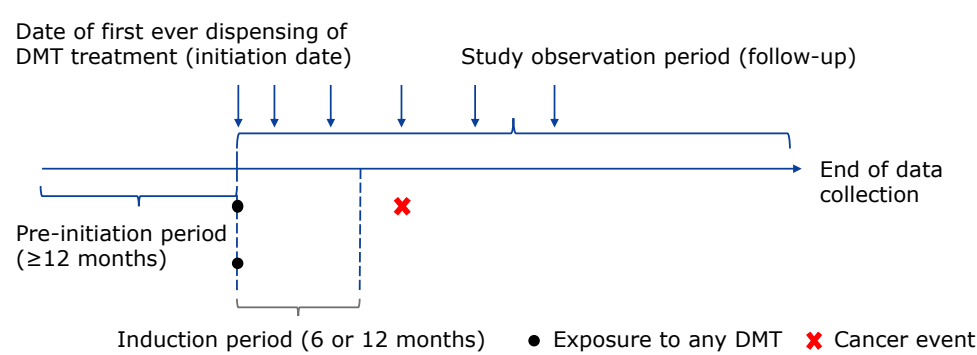 Date of first ever dispensing of
DMT treatment (initiation date)
Study observation period (follow-up)
End of data
collection
Pre-initiation period
(≥12 months)
Induction period (6 or 12 months)
Exposure to any DMT
Cancer event